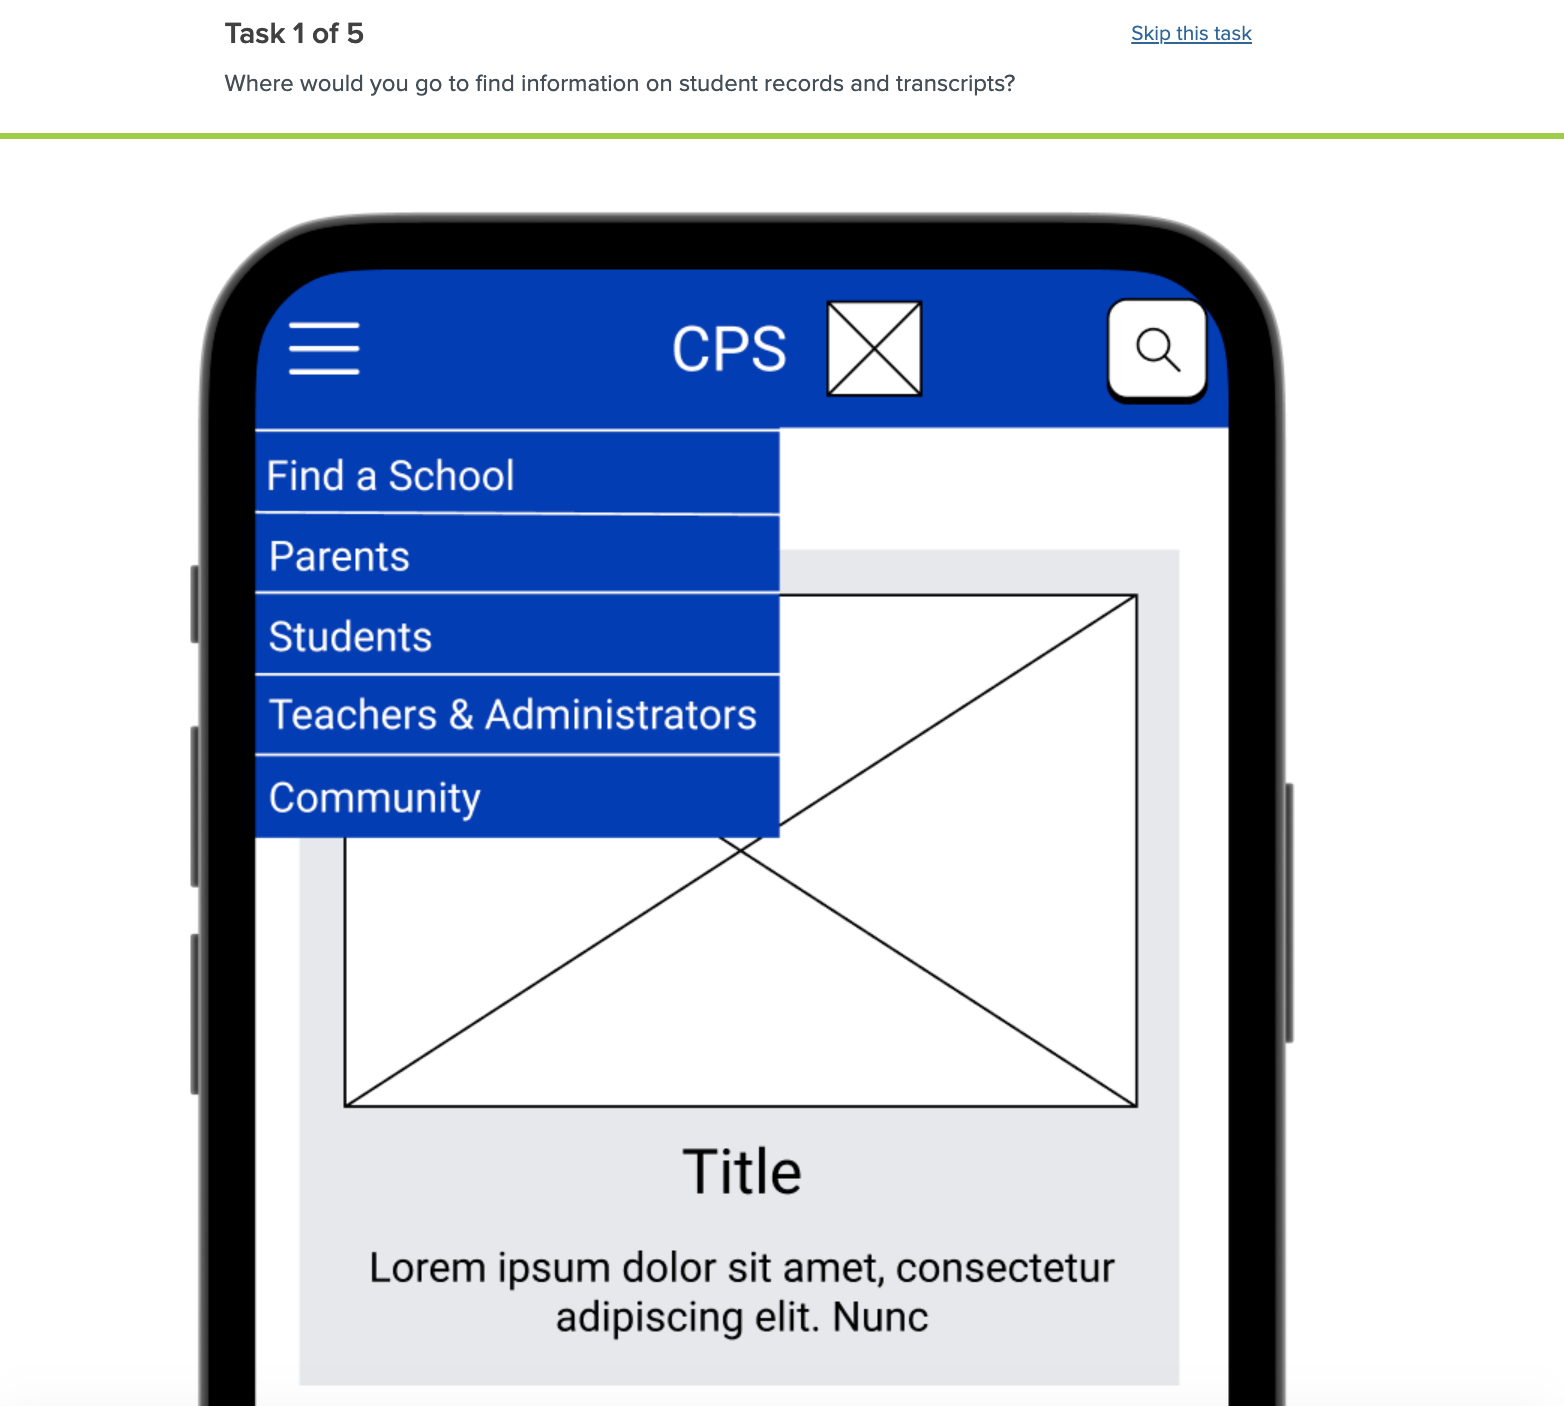 Task 1 of 5
Skip this task
Where would you go to find information on student records and transcripts?
CPS
Find a School
Parents
Students
Teachers & Administrators
Community
Title
Lorem ipsum dolor sit amet, consectetur
adipiscing elit. Nunc